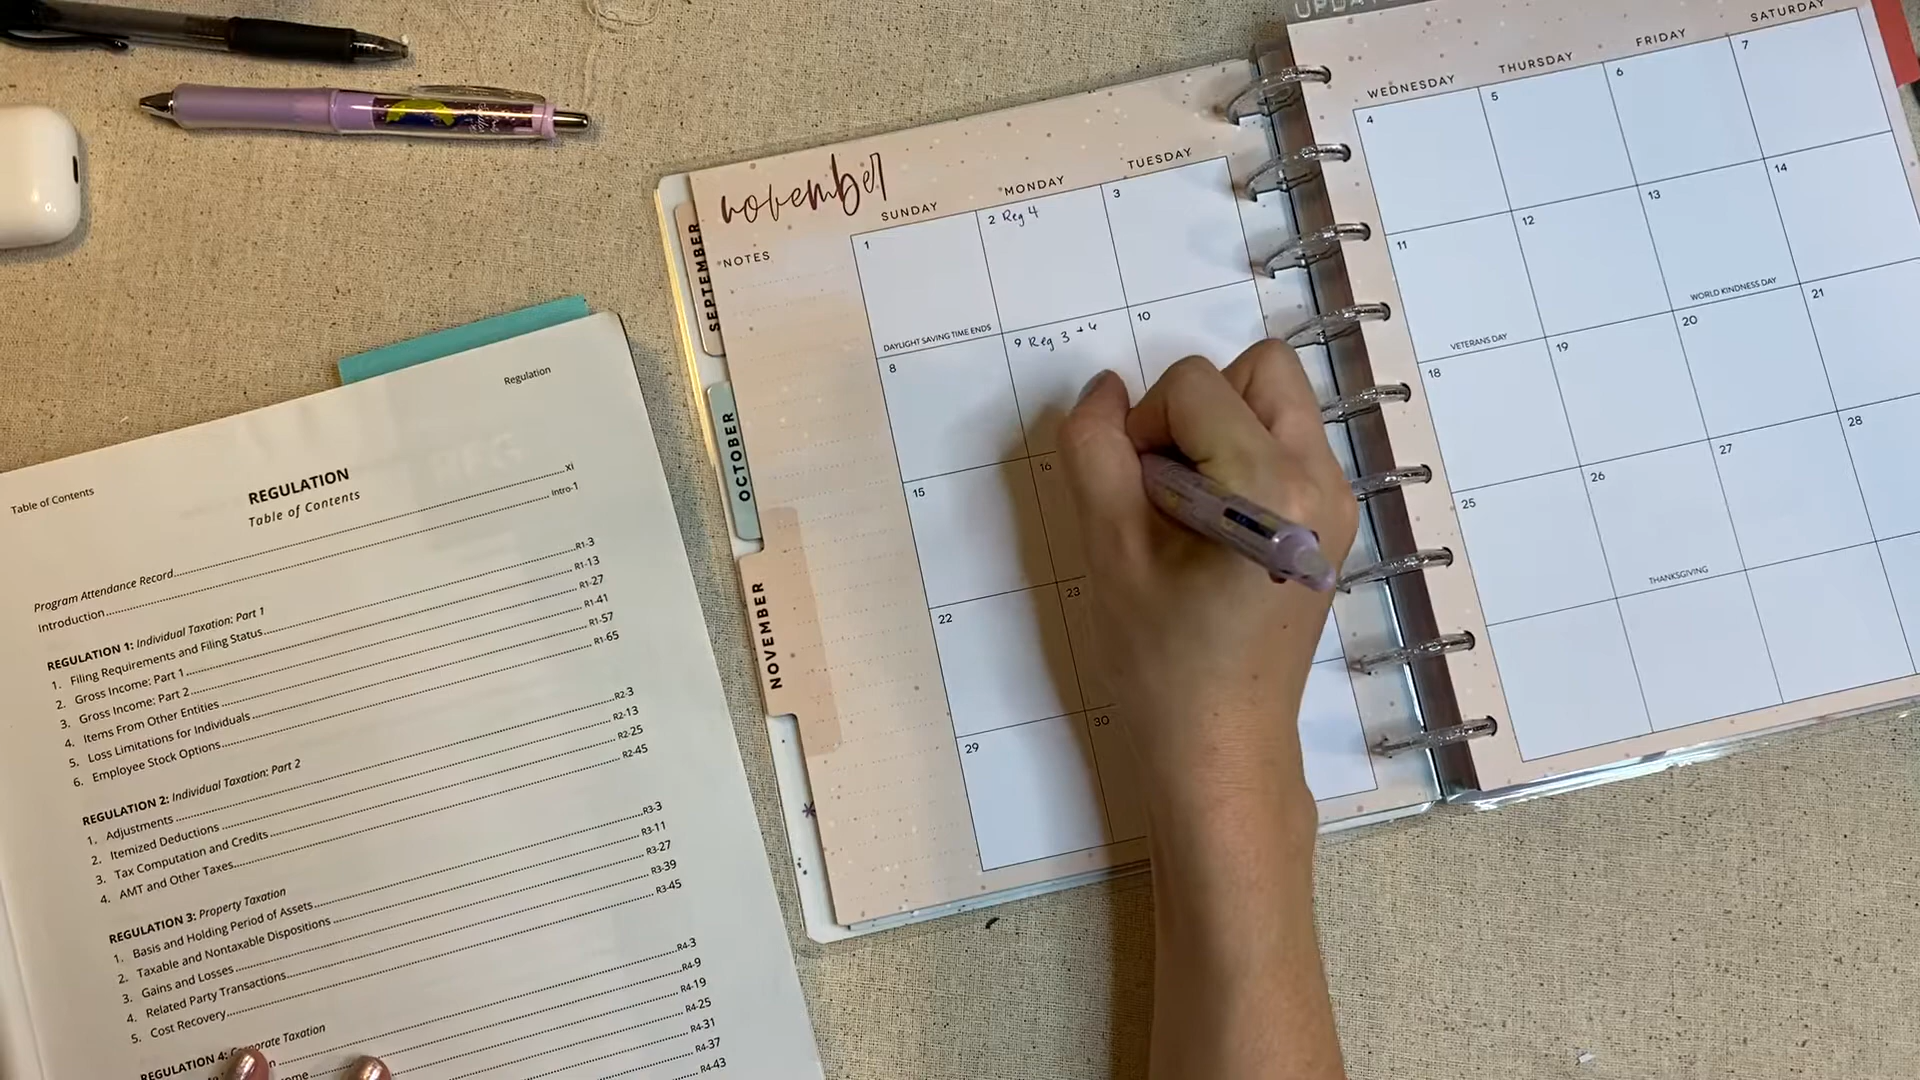 Table of Contents
Regulation
REGULATION
Table of Contents
Program Attendance Record xi
Introduction Intro-1
REGULATION 1: Individual Taxation: Part 1
1. Filing Requirements and Filing Status R1-3
2. Gross Income: Part 1 R1-13
3. Gross Income: Part 2 R1-27
4. Items From Other Entities R1-41
5. Loss Limitations for Individuals R1-57
6. Employee Stock Options R1-65
REGULATION 2: Individual Taxation: Part 2
1. Adjustments R2-3
2. Itemized Deductions R2-13
3. Tax Computation and Credits R2-25
4. AMT and Other Taxes R2-45
REGULATION 3: Property Taxation
1. Basis and Holding Period of Assets R3-3
2. Taxable and Nontaxable Dispositions R3-11
3. Gains and Losses R3-27
4. Related Party Transactions R3-39
5. Cost Recovery R3-45
REGULATION 4: Taxation
R4-3
R4-9
R4-19
R4-25
R4-31
R4-37
R4-43
SEPTEMBER
OCTOBER
NOVEMBER
november
NOTES
SUNDAY MONDAY TUESDAY
1 2 Reg 4 3
DAYLIGHT SAVING TIME ENDS
8 9 Reg 3 + 10
15 16
22 23
29 30
WEDNESDAY THURSDAY FRIDAY SATURDAY
4 5 6 7
11 12 13 14
VETERANS DAY WORLD KINDNESS DAY
18 19 20 21
25 26 27 28
THANKSGIVING